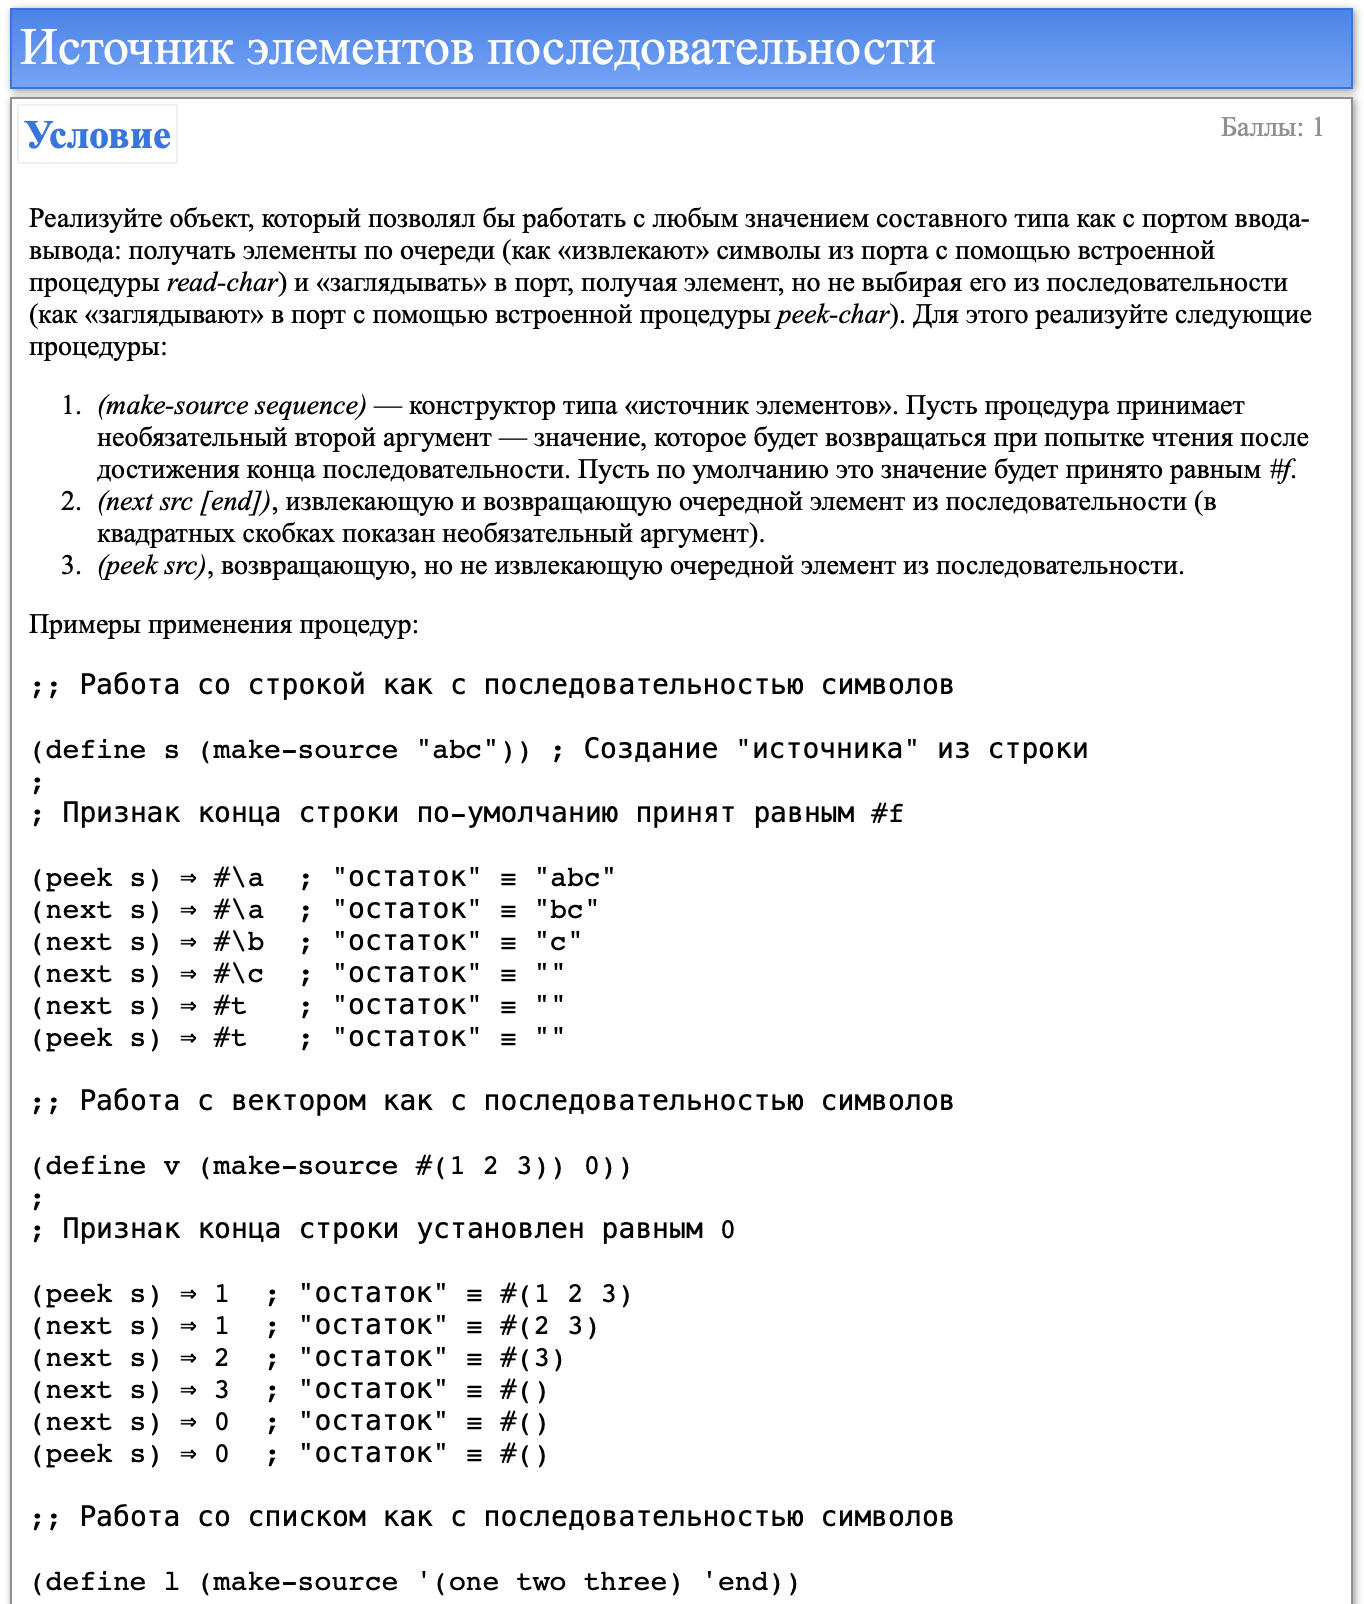 Источник элементов последовательности
Условие
Баллы: 1
Реализуйте объект, который позволял бы работать с любым значением составного типа как с портом ввода-
вывода: получать элементы по очереди (как «извлекают» символы из порта с помощью встроенной
процедуры read-char) и «заглядывать» в порт, получая элемент, но не выбирая его из последовательности
(как «заглядывают» в порт с помощью встроенной процедуры peek-char). Для этого реализуйте следующие
процедуры:
1. (make-source sequence) — конструктор типа «источник элементов». Пусть процедура принимает
необязательный второй аргумент — значение, которое будет возвращаться при попытке чтения после
достижения конца последовательности. Пусть по умолчанию это значение будет принято равным #f.
2. (next src [end]), извлекающую и возвращающую очередной элемент из последовательности (в
квадратных скобках показан необязательный аргумент).
3. (peek src), возвращающую, но не извлекающую очередной элемент из последовательности.
Примеры применения процедур:
;; Работа со строкой как с последовательностью символов
(define s (make-source "abc")) ; Создание "источника" из строки
;
; Признак конца строки по-умолчанию принят равным #f
(peek s) ⇒ #\a  ; "остаток" ≡ "abc"
(next s) ⇒ #\a  ; "остаток" ≡ "bc"
(next s) ⇒ #\b  ; "остаток" ≡ "c"
(next s) ⇒ #\c  ; "остаток" ≡ ""
(next s) ⇒ #t   ; "остаток" ≡ ""
(peek s) ⇒ #t   ; "остаток" ≡ ""
;; Работа с вектором как с последовательностью символов
(define v (make-source #(1 2 3)) 0))
;
; Признак конца строки установлен равным 0
(peek s) ⇒ 1  ; "остаток" ≡ #(1 2 3)
(next s) ⇒ 1  ; "остаток" ≡ #(2 3)
(next s) ⇒ 2  ; "остаток" ≡ #(3)
(next s) ⇒ 3  ; "остаток" ≡ #()
(next s) ⇒ 0  ; "остаток" ≡ #()
(peek s) ⇒ 0  ; "остаток" ≡ #()
;; Работа со списком как с последовательностью символов
(define l (make-source '(one two three) 'end))